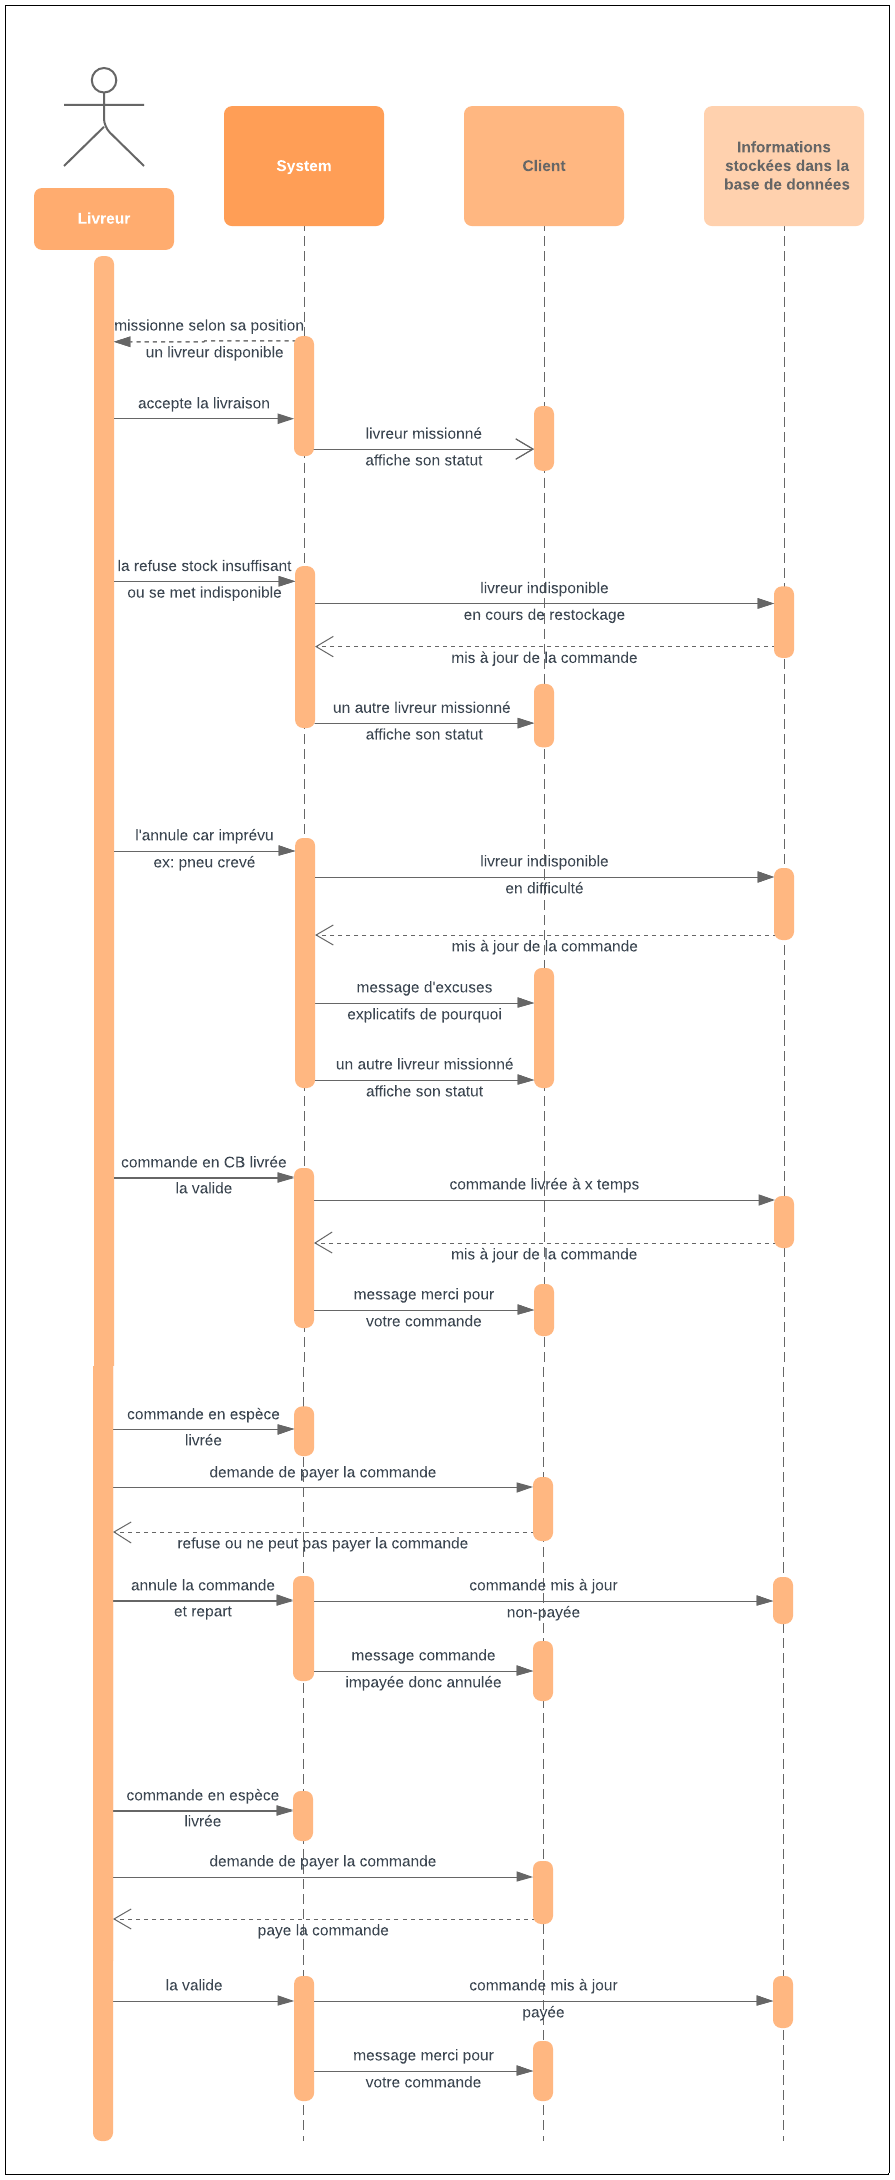 Livreur
System
Client
Informations
stockées dans la
base de données
missionne selon sa position
un livreur disponible
accepte la livraison
livreur missionné
affiche son statut
la refuse stock insuffisant
ou se met indisponible
livreur indisponible
en cours de restockage
mis à jour de la commande
un autre livreur missionné
affiche son statut
l'annule car imprévu
ex: pneu crevé
livreur indisponible
en difficulté
mis à jour de la commande
message d'excuses
explicatifs de pourquoi
un autre livreur missionné
affiche son statut
commande en CB livrée
la valide
commande livrée à x temps
mis à jour de la commande
message merci pour
votre commande
commande en espèce
livrée
demande de payer la commande
refuse ou ne peut pas payer la commande
annule la commande
et repart
commande mis à jour
non-payée
message commande
impayée donc annulée
commande en espèce
livrée
demande de payer la commande
paye la commande
la valide
commande mis à jour
payée
message merci pour
votre commande